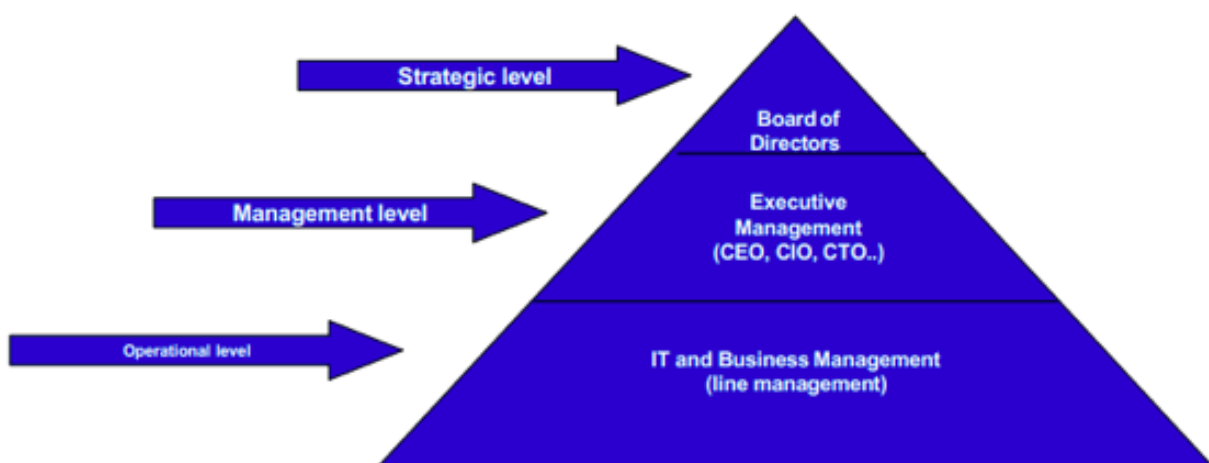 Strategic level
Board of
Directors
Management level
Executive
Management
(CEO, CIO, CTO..)
Operational level
IT and Business Management
(line management)